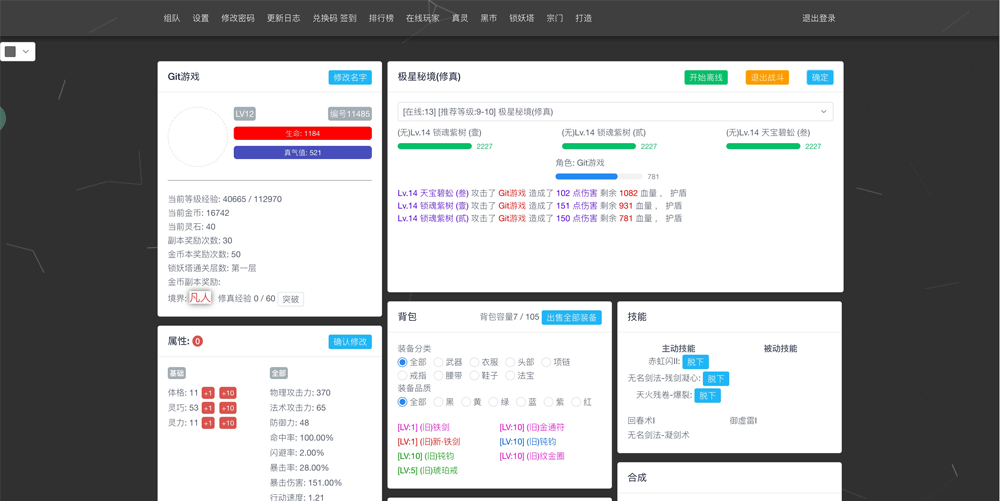 组队 设置 修改密码 更新日志 兑换码 签到 排行榜 在线玩家 真灵 黑市 锁妖塔 宗门 打造 退出登录
Git游戏 修改名字
LV12 编号11485
生命: 1184
真气值: 521
当前等级经验: 40665 / 112970
当前金币: 16742
当前灵石: 40
副本奖励次数: 30
金币本奖励次数: 50
锁妖塔通关层数: 第一层
金币副本奖励:
境界: 凡人 修真经验 0 / 60 突破
属性: 0 确认修改
基础 全部
体格: 11 +1 +10
灵巧: 53 +1 +10
灵力: 11 +1 +10
物理攻击力: 370
法术攻击力: 65
防御力: 48
命中率: 100.00%
闪避率: 2.00%
暴击率: 28.00%
暴击伤害: 151.00%
行动速度: 1.21
极星秘境(修真) 开始离线 退出战斗 确定
[在线:13] [推荐等级:9-10] 极星秘境(修真)
(无)Lv.14 锁魂紫树 (壹) (无)Lv.14 锁魂紫树 (贰) (无)Lv.14 天宝碧蚣 (叁)
2227 2227 2227
角色: Git游戏
781
Lv.14 天宝碧蚣 (叁) 攻击了 Git游戏 造成了 102 点伤害 剩余 1082 血量 ， 护盾
Lv.14 锁魂紫树 (壹) 攻击了 Git游戏 造成了 151 点伤害 剩余 931 血量 ， 护盾
Lv.14 锁魂紫树 (贰) 攻击了 Git游戏 造成了 150 点伤害 剩余 781 血量 ， 护盾
背包 背包容量7 / 105 出售全部装备
装备分类
全部 武器 衣服 头部 项链
戒指 腰带 鞋子 法宝
装备品质
全部 黑 黄 绿 蓝 紫 红
[LV:1] (旧)铁剑 [LV:10] (旧)金通符
[LV:1] (旧)新·铁剑 [LV:10] (旧)钝钧
[LV:10] (旧)钝钧 [LV:10] (旧)纹金圈
[LV:5] (旧)琥珀戒
技能
主动技能 被动技能
赤虹闪II: 脱下
无名剑法-残剑凝心: 脱下
天火残卷-爆裂: 脱下
回春术I 御虚雷I
无名剑法-凝剑术
合成